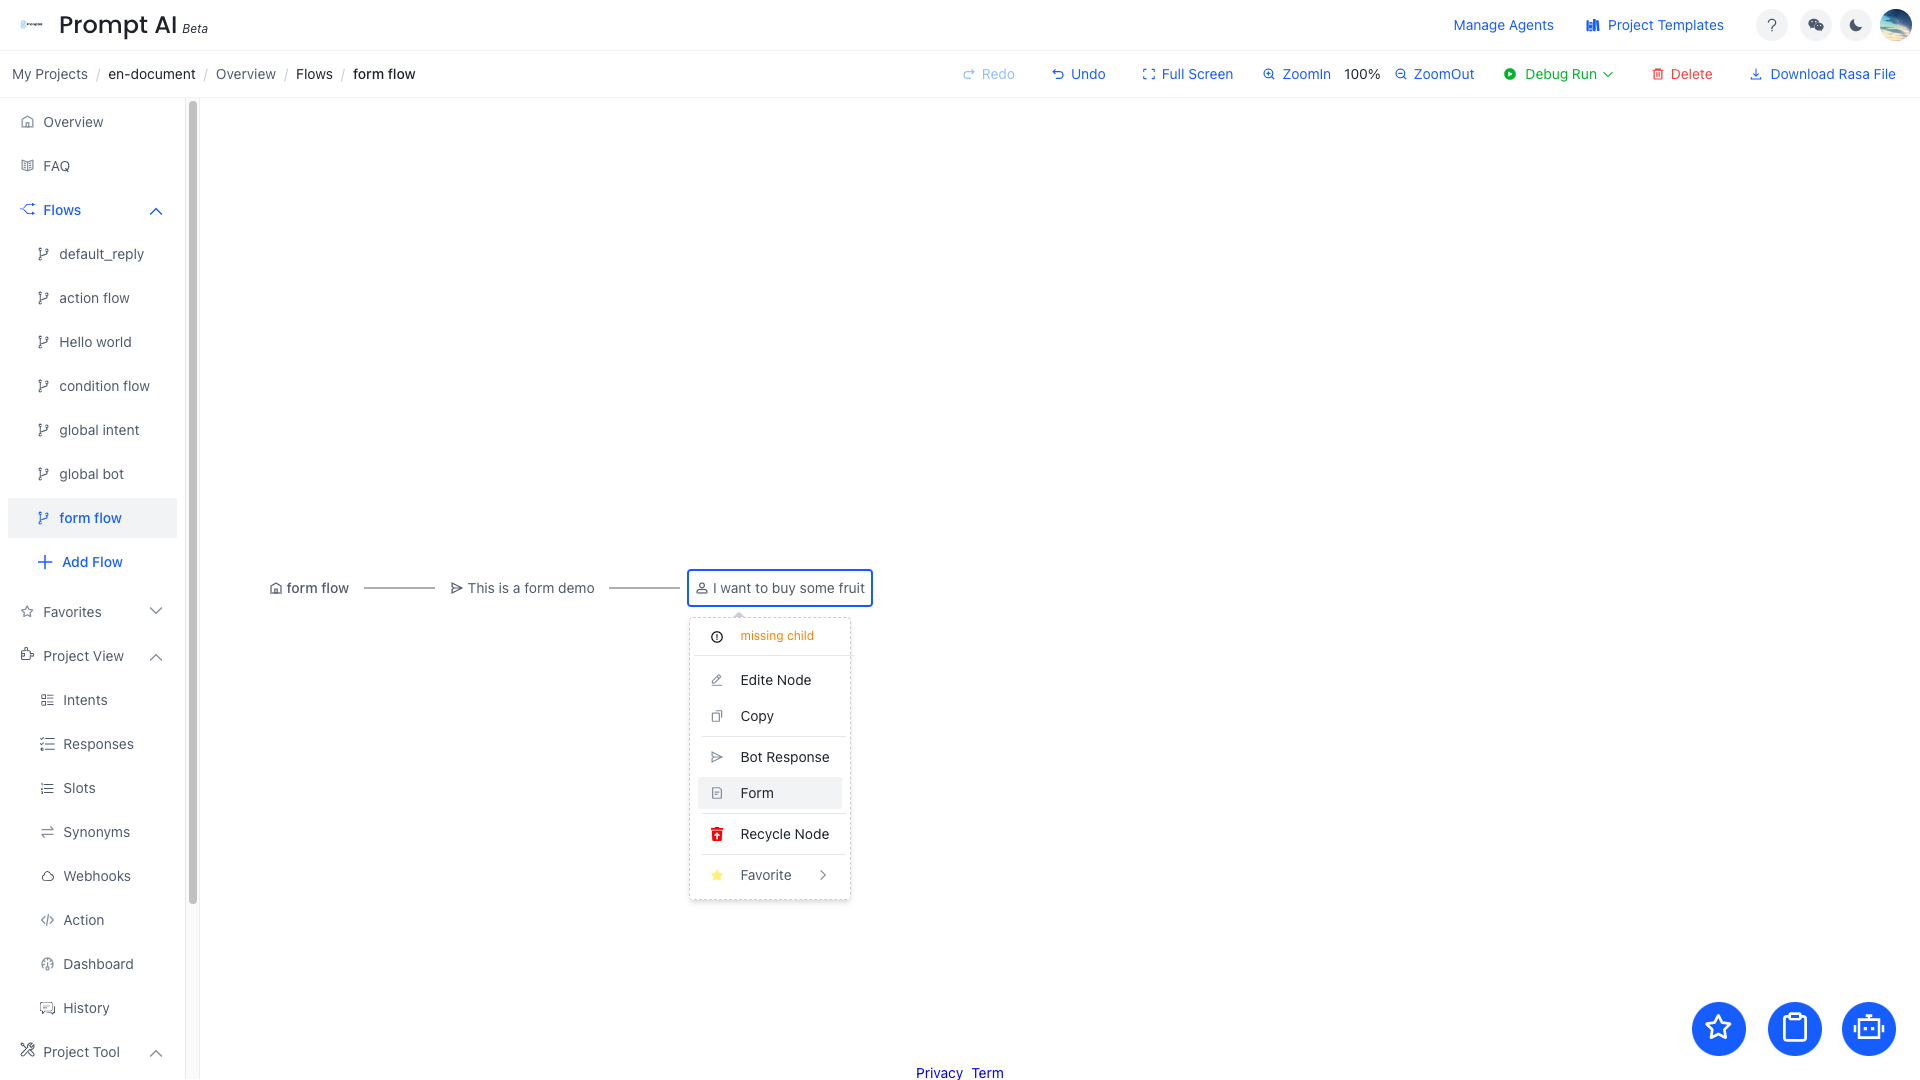 Prompt AI Beta
Manage Agents
Project Templates
?
My Projects / en-document / Overview / Flows / form flow
Redo
Undo
Full Screen
ZoomIn
100%
ZoomOut
Debug Run
Delete
Download Rasa File
Overview
FAQ
Flows
default_reply
action flow
Hello world
condition flow
global intent
global bot
form flow
Add Flow
Favorites
Project View
Intents
Responses
Slots
Synonyms
Webhooks
Action
Dashboard
History
Project Tool
form flow
This is a form demo
I want to buy some fruit
missing child
Edite Node
Copy
Bot Response
Form
Recycle Node
Favorite
Privacy Term